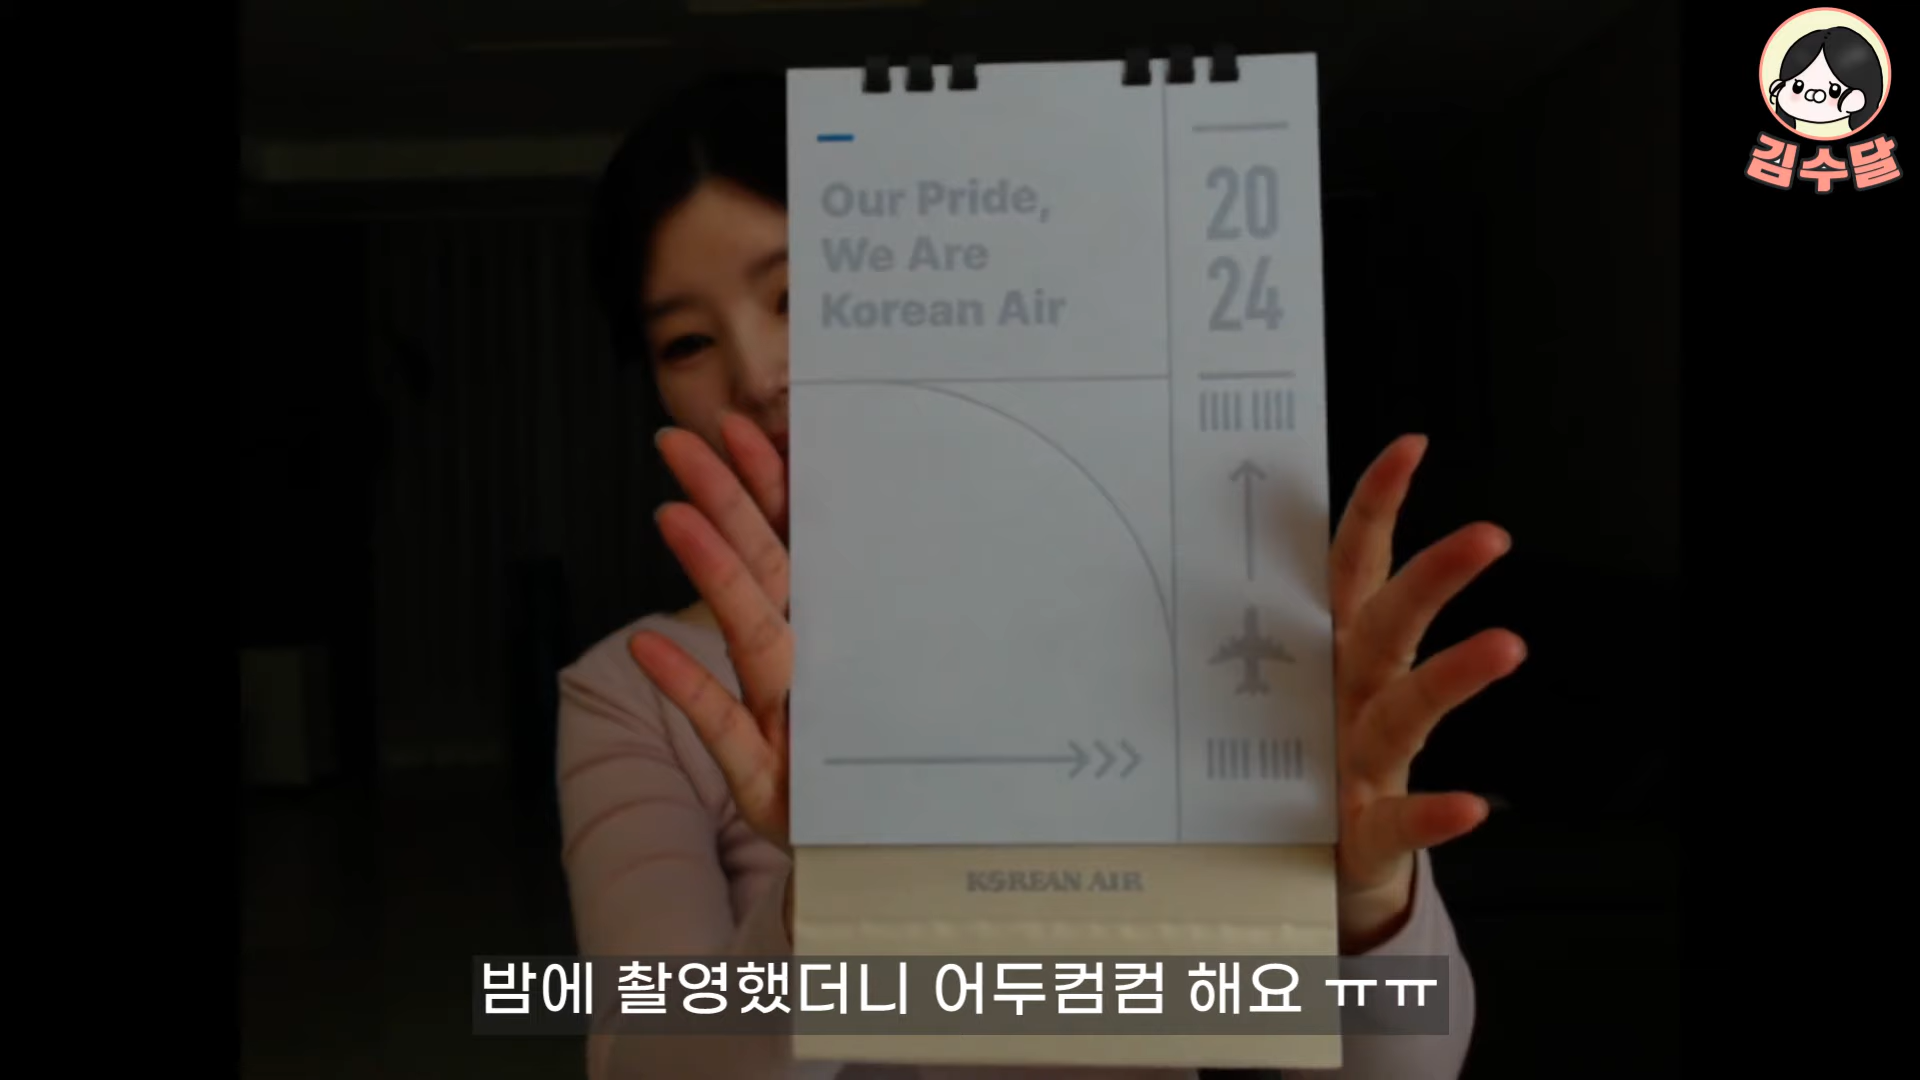 김수달
Our Pride,
We Are
Korean Air
20
24
KOREAN AIR
밤에 촬영했더니 어두컴컴 해요 ㅠㅠ